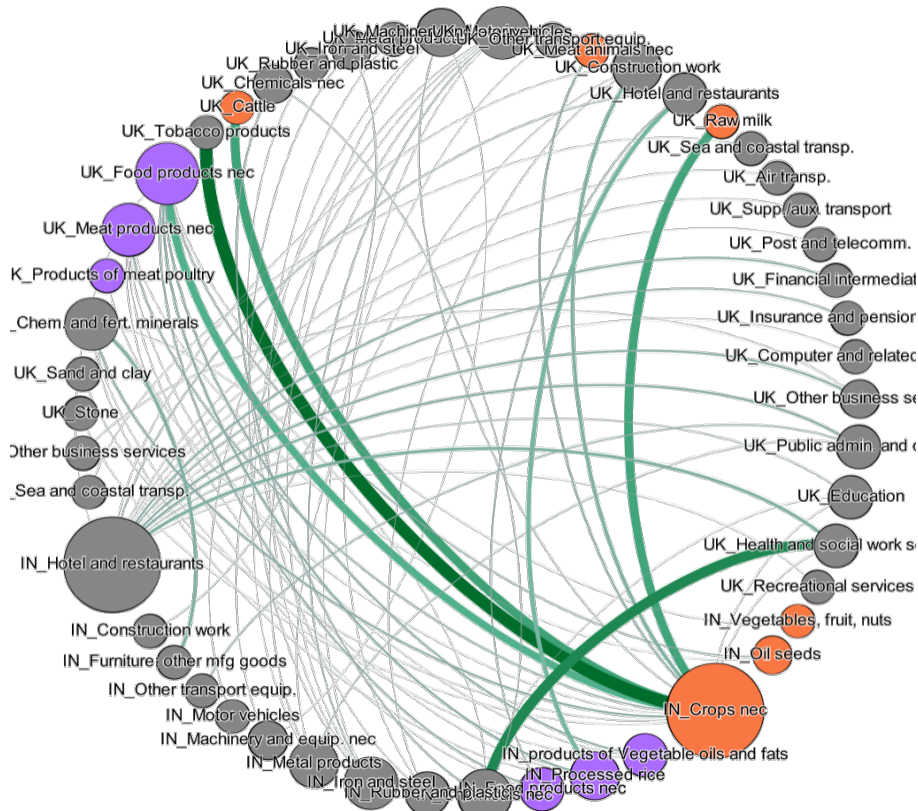 UK_Motor vehicles
UK_Other transport equip.
UK_Meat animals nec
UK_Construction work
UK_Hotel and restaurants
UK_Raw milk
UK_Sea and coastal transp.
UK_Air transp.
UK_Supp./aux. transport
UK_Post and telecomm.
UK_Financial intermediat
UK_Insurance and pension
UK_Computer and related
UK_Other business se
UK_Public admin. and d
UK_Education
UK_Health and social work se
UK_Recreational services
IN_Vegetables, fruit, nuts
IN_Oil seeds
IN_Crops nec
IN_products of Vegetable oils and fats
IN_Processed rice
products nec
IN_Rubber and plastic
IN_Iron and steel
IN_Metal products
IN_Machinery and equip. nec
IN_Motor vehicles
IN_Other transport equip.
IN_Furniture; other mfg goods
IN_Construction work
IN_Hotel and restaurants
_Sea and coastal transp.
Other business services
UK_Stone
UK_Sand and clay
_Chem. and fert. minerals
K_Products of meat poultry
UK_Meat products nec
UK_Food products nec
UK_Tobacco products
UK_Cattle
UK_Chemicals nec
UK_Rubber and plastic
UK_Iron and steel
UK_Metal products